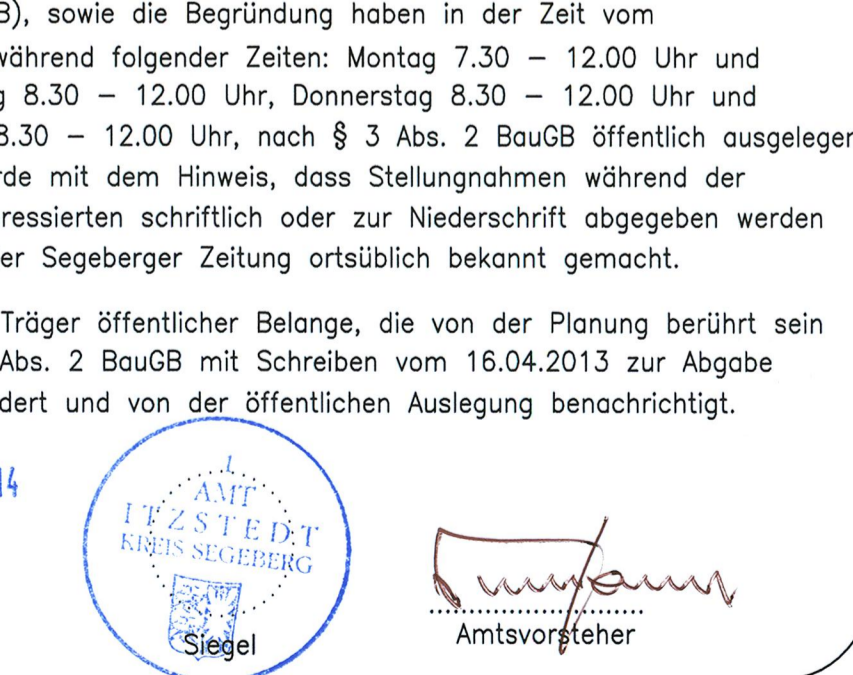 B), sowie die Begründung haben in der Zeit vom
während folgender Zeiten: Montag 7.30 – 12.00 Uhr und
g 8.30 – 12.00 Uhr, Donnerstag 8.30 – 12.00 Uhr und
8.30 – 12.00 Uhr, nach § 3 Abs. 2 BauGB öffentlich ausgelegen
rde mit dem Hinweis, dass Stellungnahmen während der
ressierten schriftlich oder zur Niederschrift abgegeben werden
er Segeberger Zeitung ortsüblich bekannt gemacht.
Träger öffentlicher Belange, die von der Planung berührt sein
Abs. 2 BauGB mit Schreiben vom 16.04.2013 zur Abgabe
dert und von der öffentlichen Auslegung benachrichtigt.
14
1
AMT
ITZSTEDT
KREIS SEGEBERG
Siegel
Amtsvorsteher